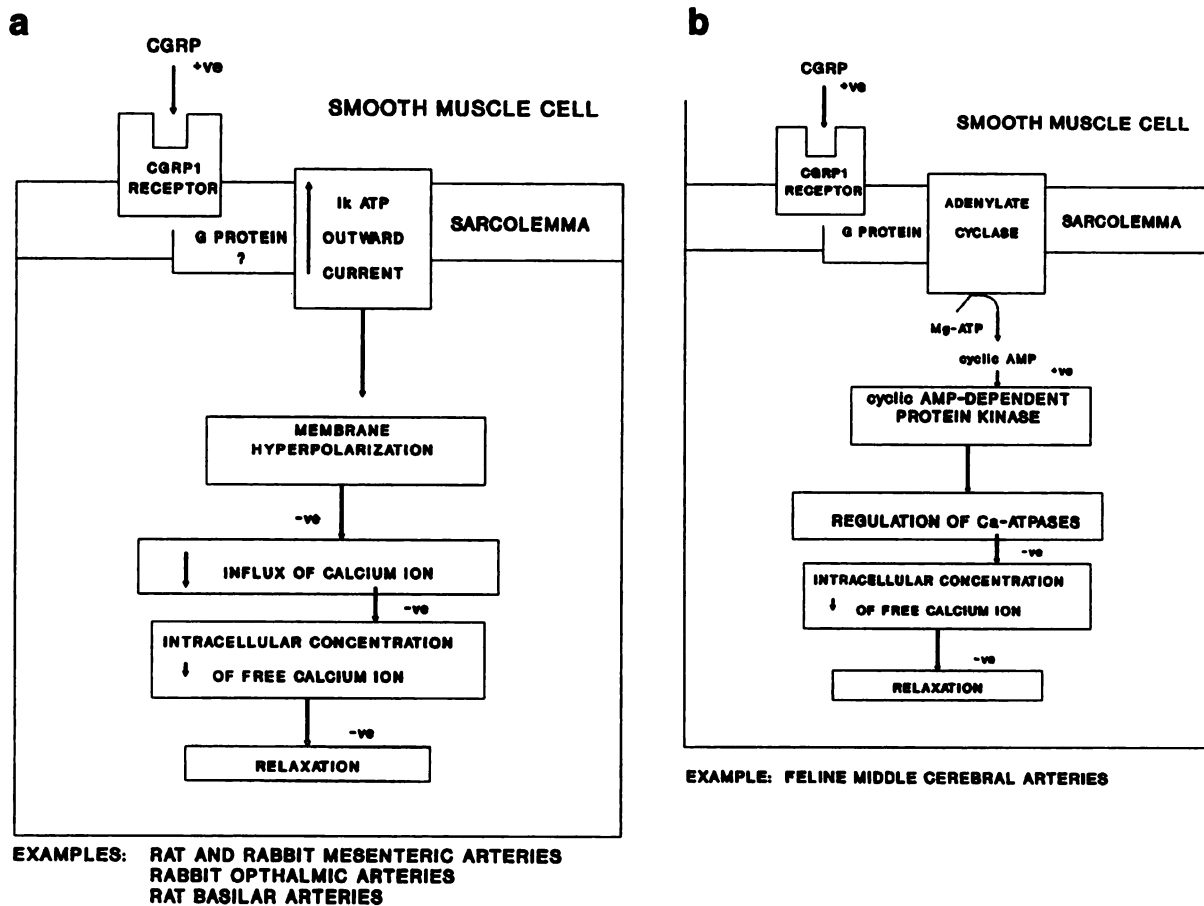 a
CGRP
+ve
SMOOTH MUSCLE CELL
CGRP1
RECEPTOR
G PROTEIN
?
Ik ATP
OUTWARD
CURRENT
SARCOLEMMA
MEMBRANE
HYPERPOLARIZATION
-ve
INFLUX OF CALCIUM ION
-ve
INTRACELLULAR CONCENTRATION
OF FREE CALCIUM ION
-ve
RELAXATION
EXAMPLES: RAT AND RABBIT MESENTERIC ARTERIES
RABBIT OPTHALMIC ARTERIES
RAT BASILAR ARTERIES
b
CGRP
+ve
SMOOTH MUSCLE CELL
CGRP1
RECEPTOR
G PROTEIN
ADENYLATE
CYCLASE
SARCOLEMMA
Mg-ATP
cyclic AMP
+ve
cyclic AMP-DEPENDENT
PROTEIN KINASE
REGULATION OF Ca-ATPASES
-ve
INTRACELLULAR CONCENTRATION
OF FREE CALCIUM ION
-ve
RELAXATION
EXAMPLE: FELINE MIDDLE CEREBRAL ARTERIES